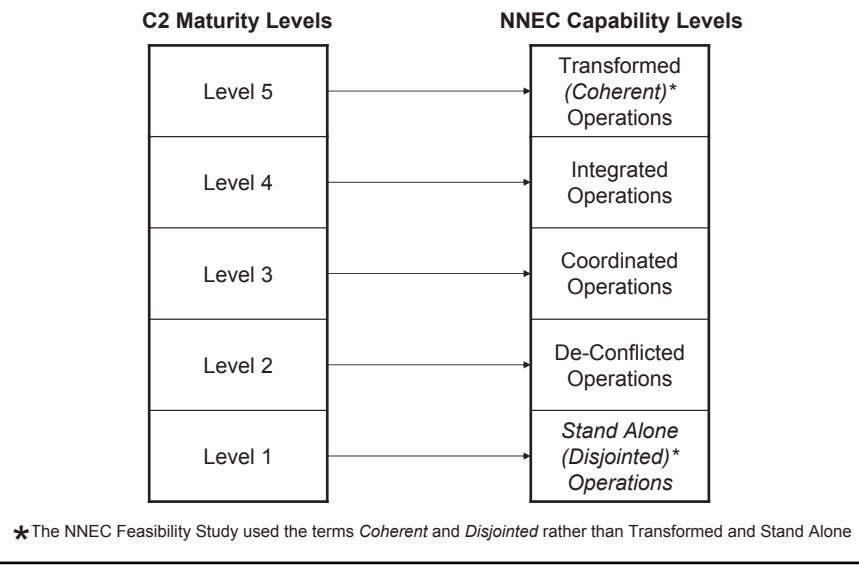 C2 Maturity Levels
NNEC Capability Levels
Level 5
Transformed
(Coherent)*
Operations
Level 4
Integrated
Operations
Level 3
Coordinated
Operations
Level 2
De-Conflicted
Operations
Level 1
Stand Alone
(Disjointed)*
Operations
*The NNEC Feasibility Study used the terms Coherent and Disjointed rather than Transformed and Stand Alone